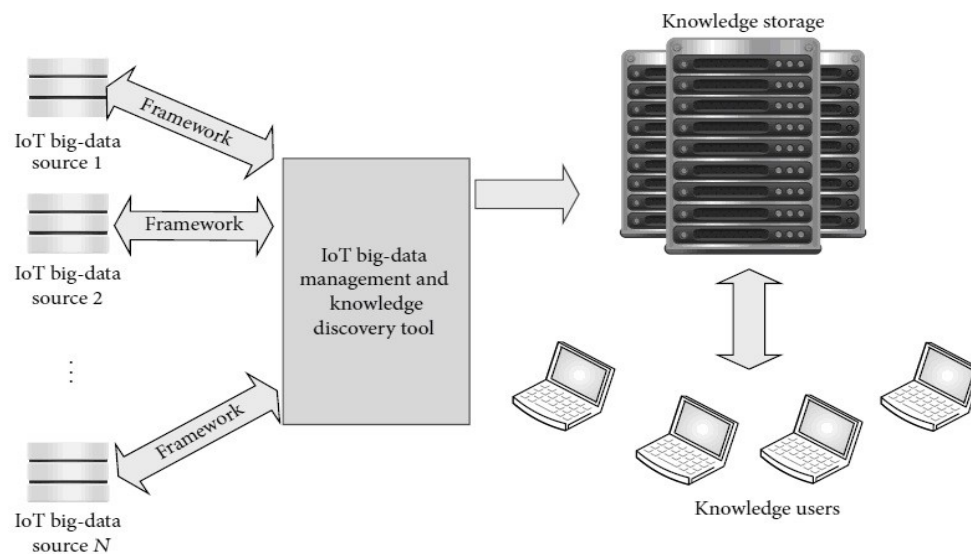 Knowledge storage
Framework
IoT big-data
source 1
Framework
IoT big-data
source 2
IoT big-data
management and
knowledge
discovery tool
⋮
Framework
IoT big-data
source N
Knowledge users